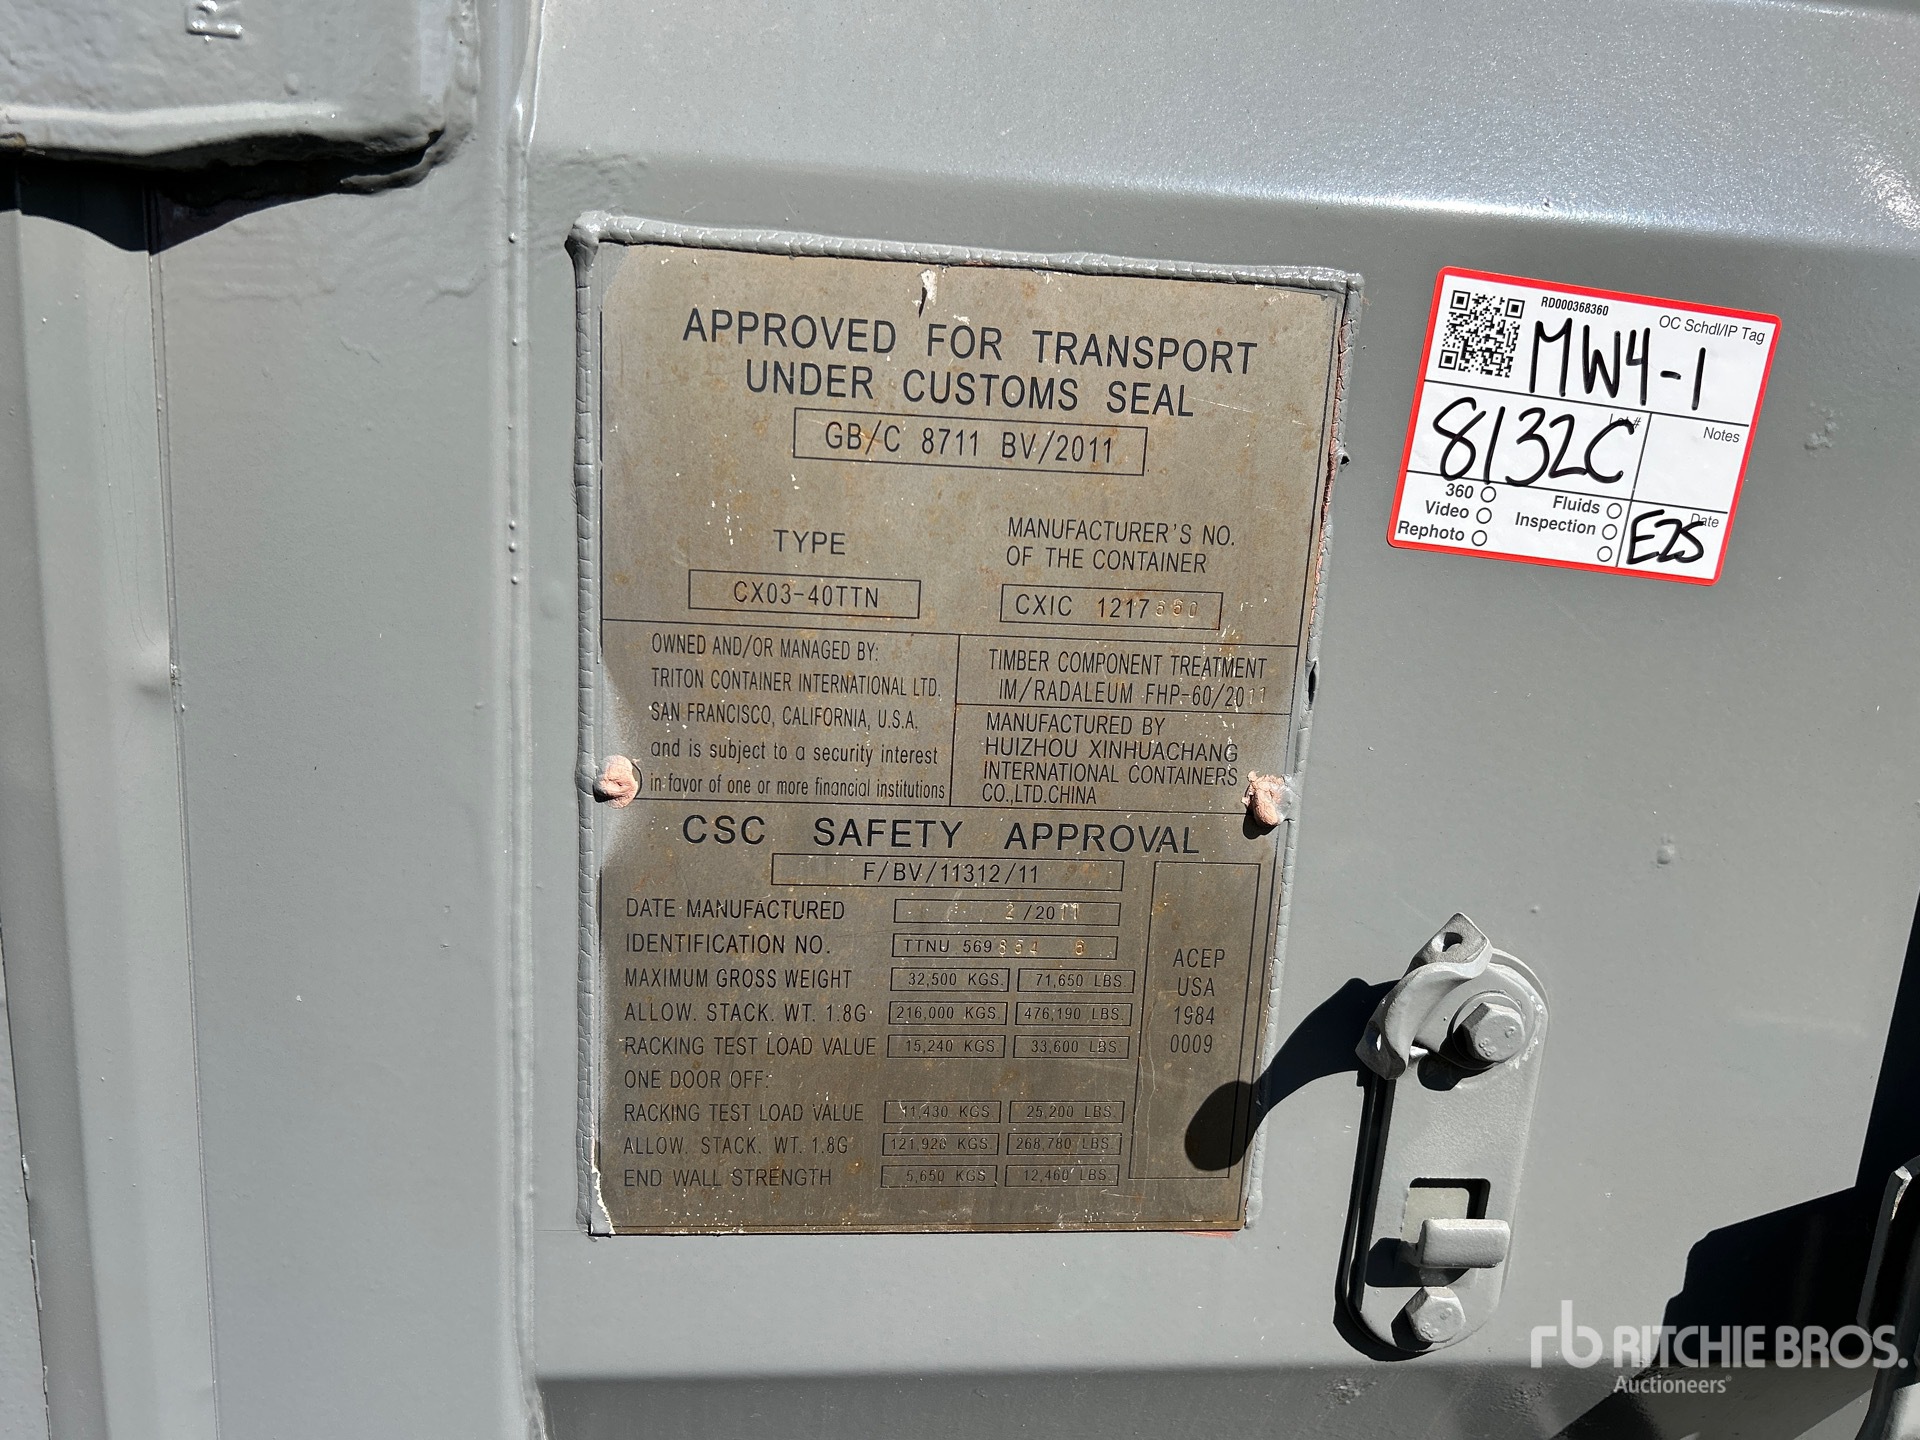 R
APPROVED FOR TRANSPORT
UNDER CUSTOMS SEAL
GB/C 8711 BV/2011
TYPE
CX03-40TTN
MANUFACTURER'S NO.
OF THE CONTAINER
CXIC 1217660
OWNED AND/OR MANAGED BY:
TRITON CONTAINER INTERNATIONAL LTD.
SAN FRANCISCO, CALIFORNIA, U.S.A.
and is subject to a security interest
in favor of one or more financial institutions
TIMBER COMPONENT TREATMENT
IM/RADALEUM FHP-60/2011
MANUFACTURED BY
HUIZHOU XINHUACHANG
INTERNATIONAL CONTAINERS
CO.,LTD.CHINA
CSC SAFETY APPROVAL
F/BV/11312/11
DATE MANUFACTURED 2/2011
IDENTIFICATION NO. TTNU 569
MAXIMUM GROSS WEIGHT 32,500 KGS. 71,650 LBS
ALLOW. STACK. WT. 1.8G 216,000 KGS. 476,190 LBS.
RACKING TEST LOAD VALUE 15,240 KGS. 33,600 LBS.
ONE DOOR OFF:
RACKING TEST LOAD VALUE 11,430 KGS. 25,200 LBS.
ALLOW. STACK. WT. 1.8G 121,920 KGS. 268,780 LBS.
END WALL STRENGTH 5,650 KGS. 12,460 LBS.
ACEP
USA
1984
0009
RD000368360
OC Schdl/IP Tag
MW4-1
Lot #
8132C
Notes
360
Video
Rephoto
Fluids
Inspection
Date
EZS
rb RITCHIE BROS.
Auctioneers